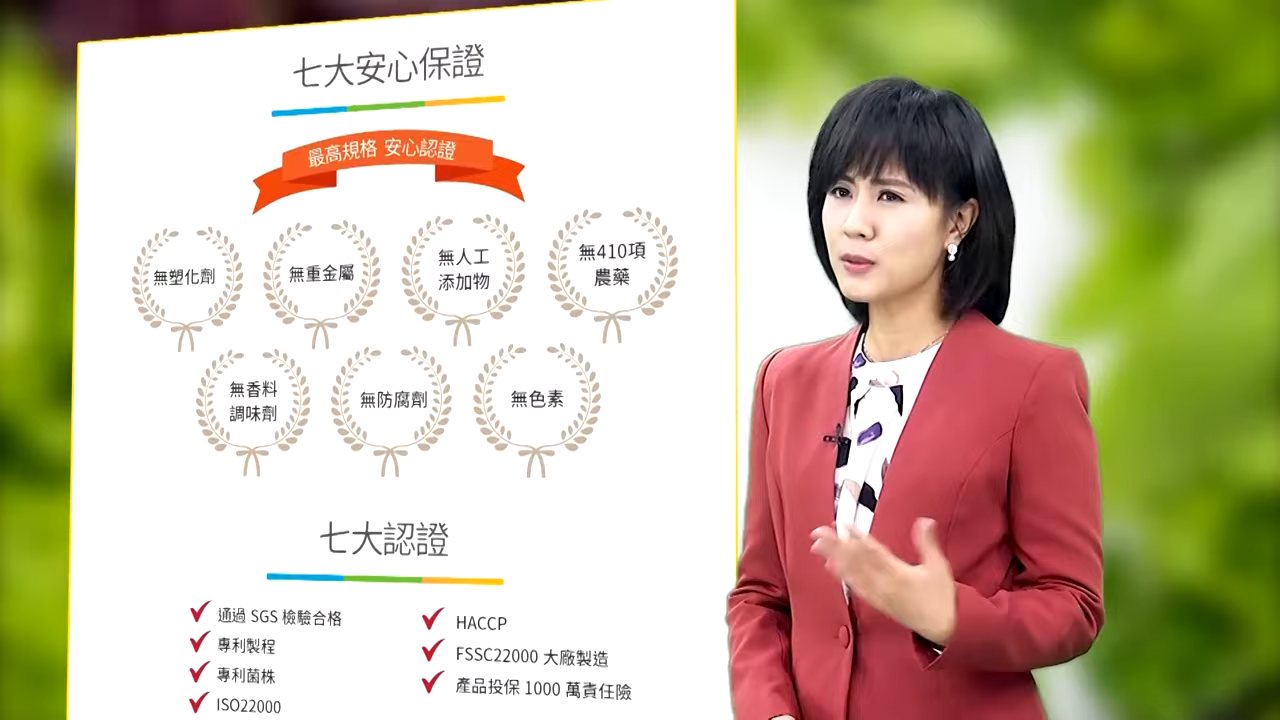 七大安心保證
最高規格 安心認證
無塑化劑
無重金屬
無人工
添加物
無410項
農藥
無香料
調味劑
無防腐劑
無色素
七大認證
通過 SGS 檢驗合格
專利製程
專利菌株
ISO22000
HACCP
FSSC22000 大廠製造
產品投保 1000 萬責任險